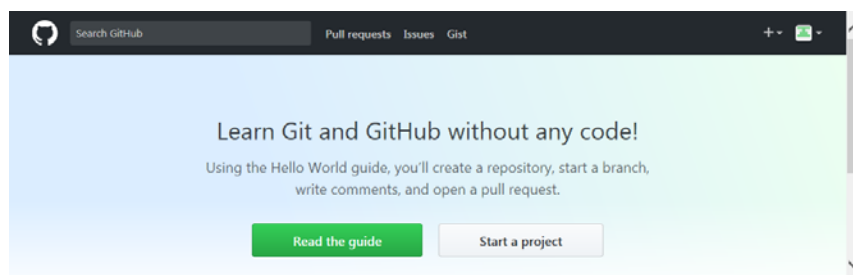 Search GitHub Pull requests Issues Gist
Learn Git and GitHub without any code!
Using the Hello World guide, you'll create a repository, start a branch,
write comments, and open a pull request.
Read the guide Start a project